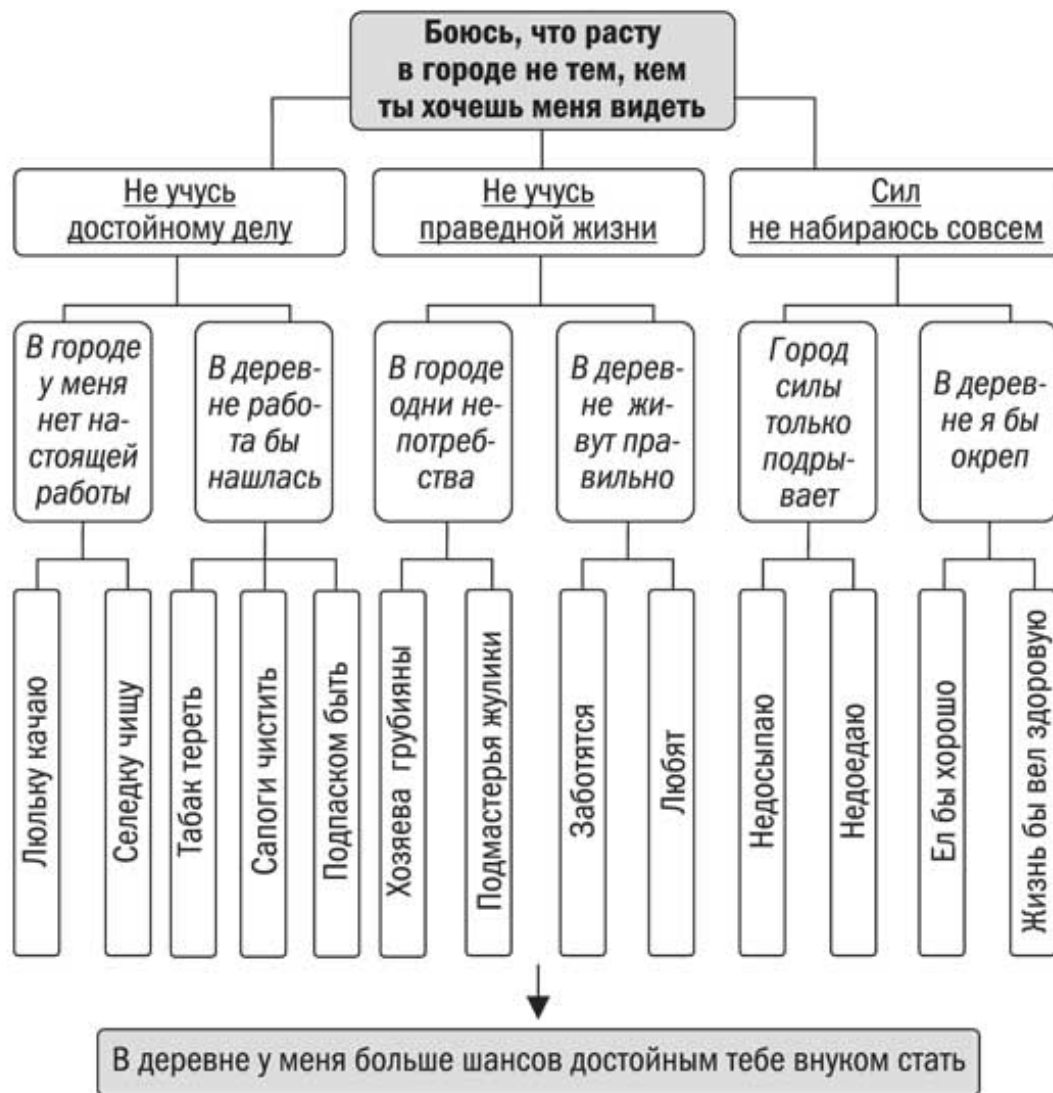 Боюсь, что расту
в городе не тем, кем
ты хочешь меня видеть
Не учусь
достойному делу
Не учусь
праведной жизни
Сил
не набираюсь совсем
В городе
у меня
нет на-
стоящей
работы
В дерев-
не рабо-
та бы
нашлась
В городе
одни не-
потреб-
ства
В дерев-
не жи-
вут пра-
вильно
Город
силы
только
подры-
вает
В дерев-
не я бы
окреп
Люльку качаю
Селедку чищу
Табак тереть
Сапоги чистить
Подпаском быть
Хозяева грубияны
Подмастерья жулики
Заботятся
Любят
Недосыпаю
Недоедаю
Ел бы хорошо
Жизнь бы вел здоровую
В деревне у меня больше шансов достойным тебе внуком стать